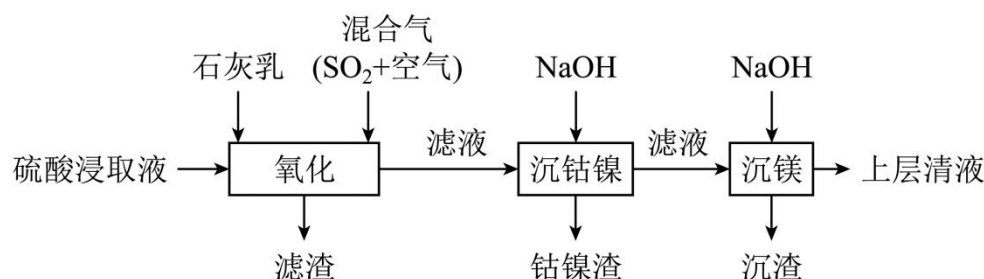 混合气
石灰乳 (SO₂+空气) NaOH NaOH
硫酸浸取液 氧化 滤液 沉钴镍 滤液 沉镁 上层清液
滤渣 钴镍渣 沉渣